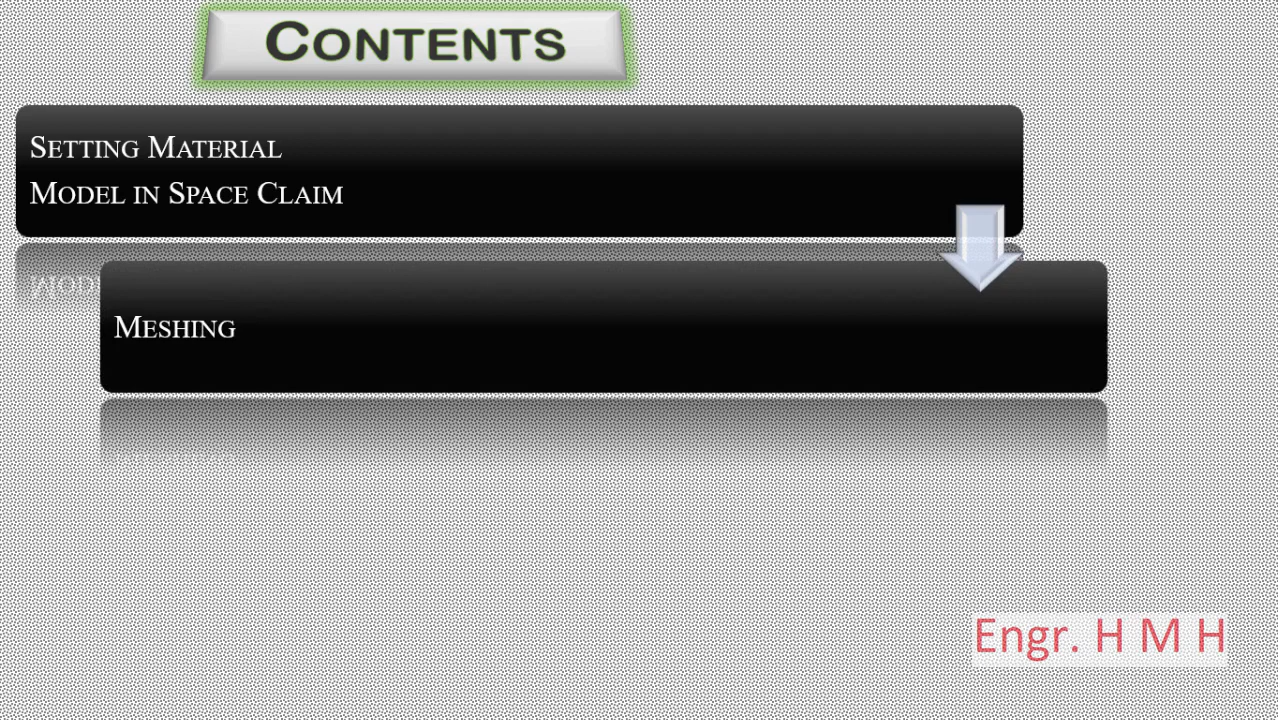 CONTENTS
SETTING MATERIAL
MODEL IN SPACE CLAIM
MESHING
Engr. H M H